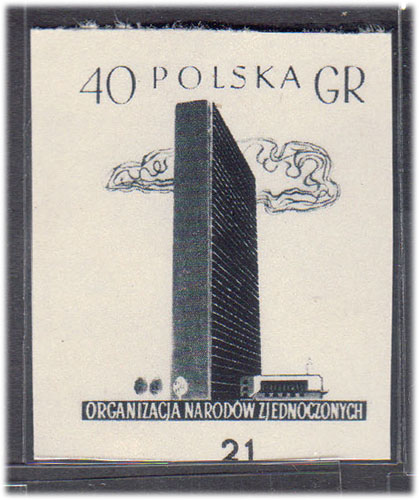 40 POLSKA GR
ORGANIZACJA NARODÓW ZJEDNOCZONYCH
21